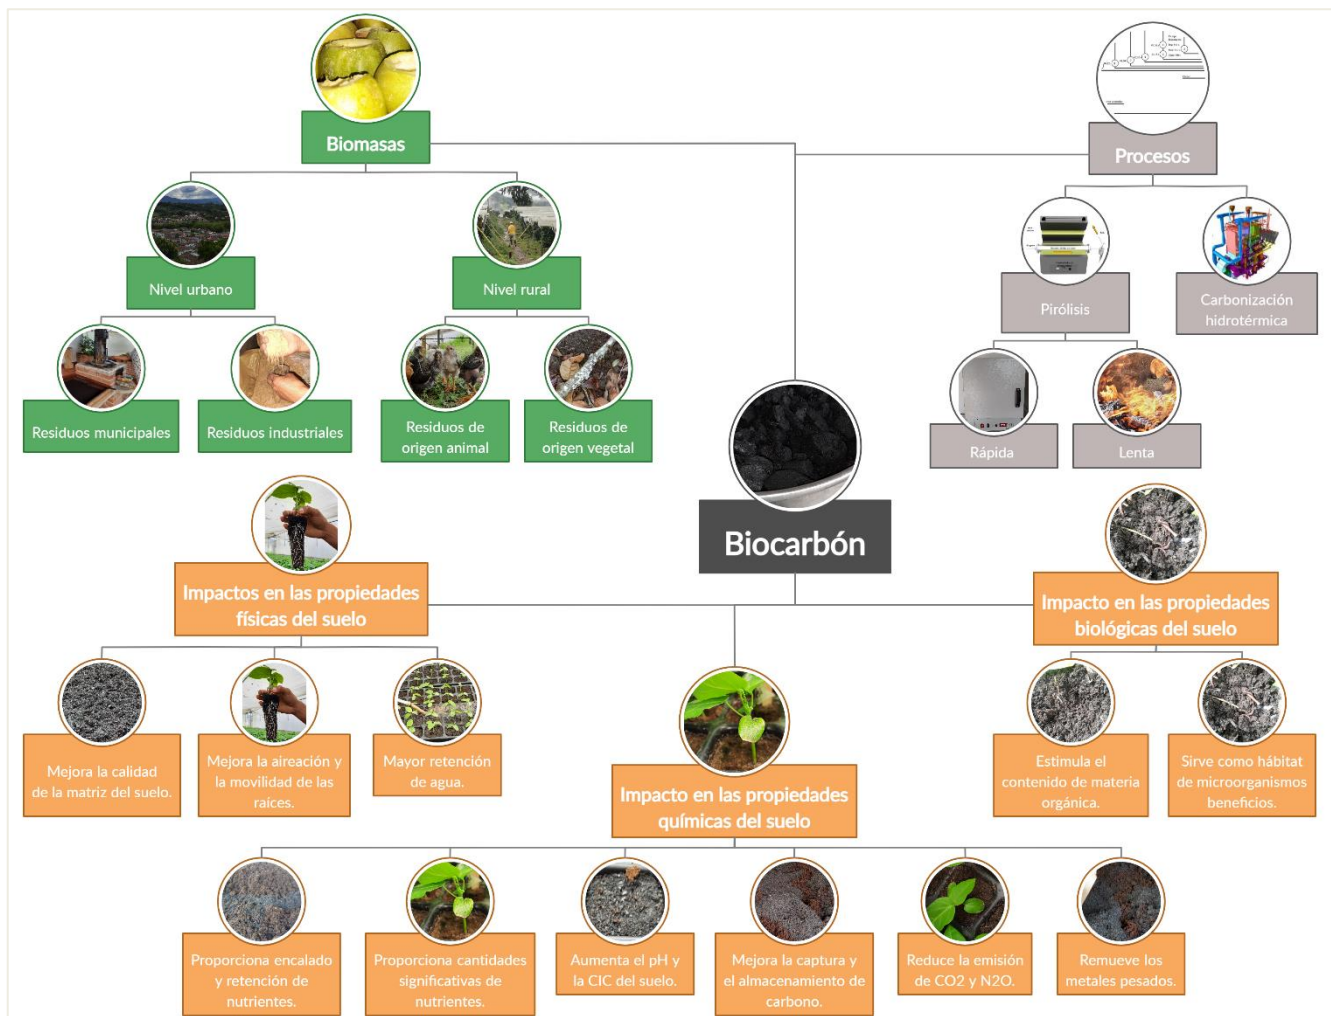 Biomasas
Procesos
Nivel urbano
Nivel rural
Pirólisis
Carbonización
hidrotérmica
Residuos municipales
Residuos industriales
Residuos de
origen animal
Residuos de
origen vegetal
Rápida
Lenta
Biocarbón
Impactos en las propiedades
físicas del suelo
Impacto en las propiedades
biológicas del suelo
Mejora la calidad
de la matriz del suelo.
Mejora la aireación y
la movilidad de las
raíces.
Mayor retención
de agua.
Impacto en las propiedades
químicas del suelo
Estimula el
contenido de materia
orgánica.
Sirve como hábitat
de microorganismos
beneficios.
Proporciona encalado
y retención de
nutrientes.
Proporciona cantidades
significativas de
nutrientes.
Aumenta el pH y
la CIC del suelo.
Mejora la captura y
el almacenamiento de
carbono.
Reduce la emisión
de CO2 y N2O.
Remueve los
metales pesados.